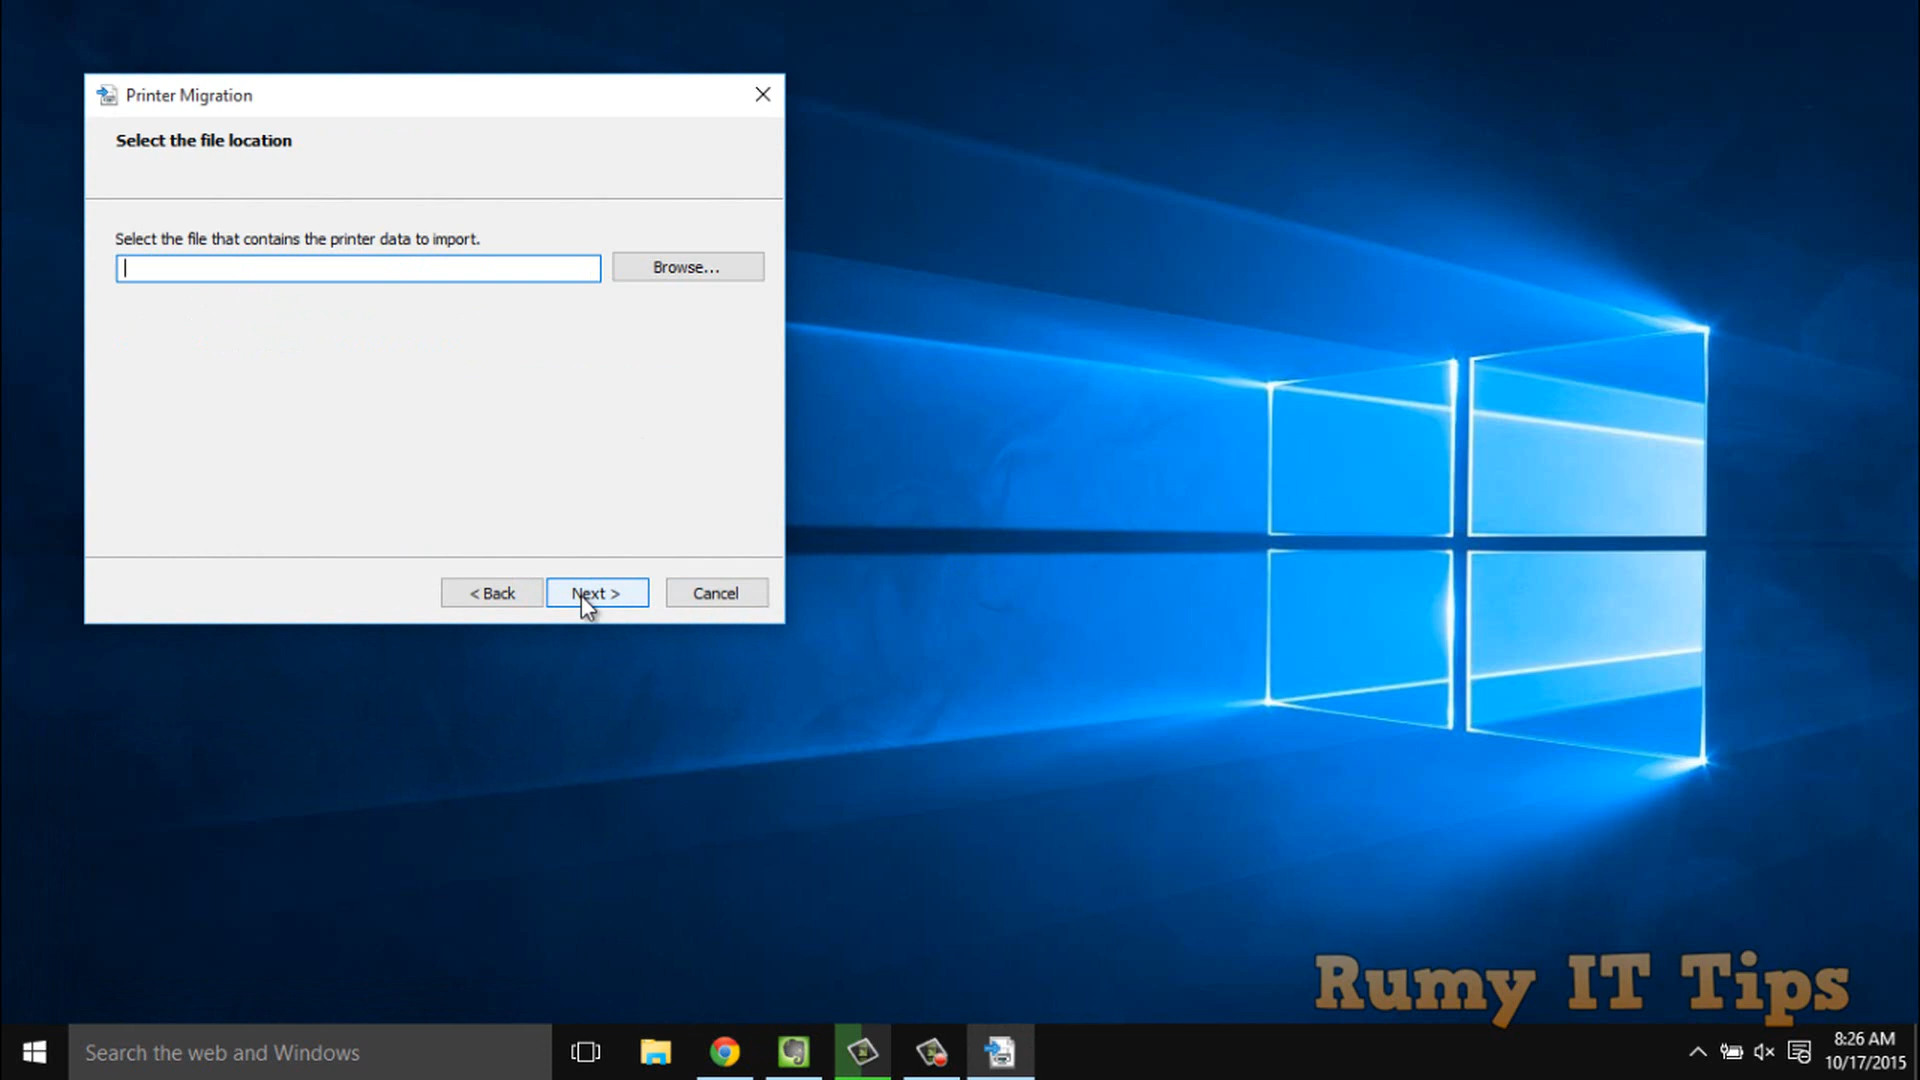 Printer Migration
Select the file location
Select the file that contains the printer data to import.
Browse...
< Back
Next >
Cancel
Rumy IT Tips
Search the web and Windows
8:26 AM
10/17/2015